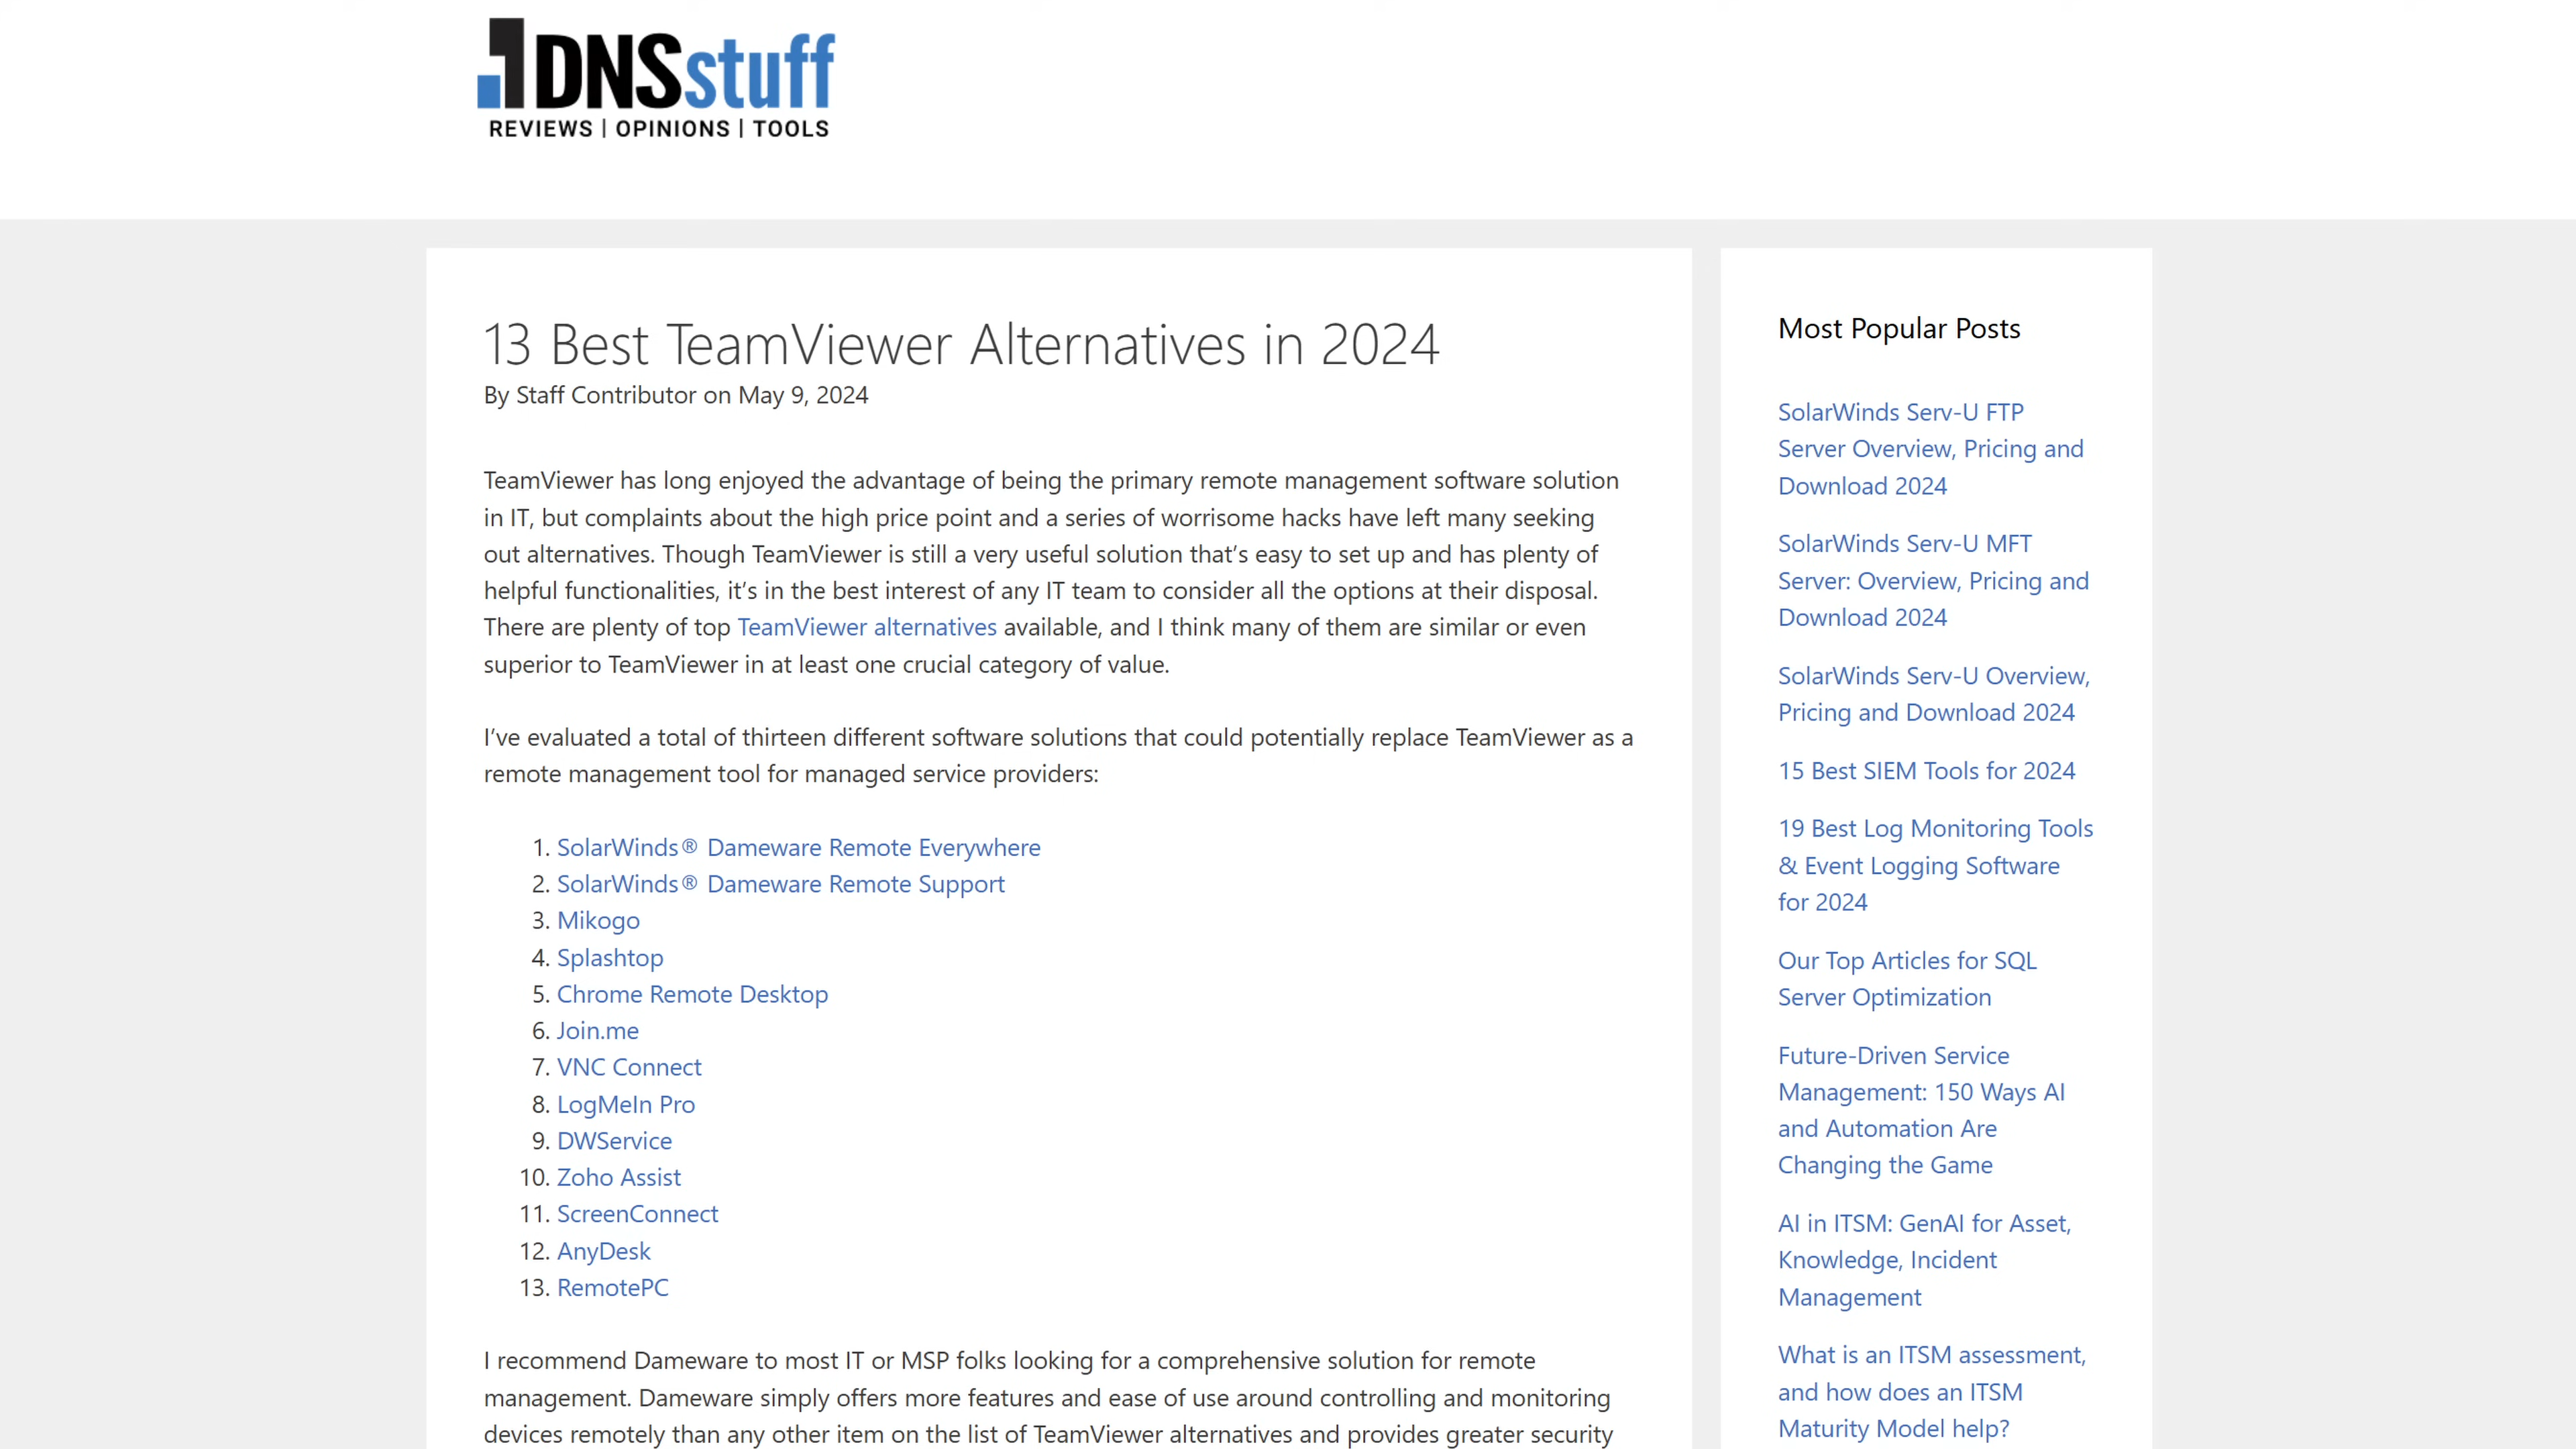 DNSstuff
REVIEWS | OPINIONS | TOOLS
13 Best TeamViewer Alternatives in 2024
By Staff Contributor on May 9, 2024
TeamViewer has long enjoyed the advantage of being the primary remote management software solution
in IT, but complaints about the high price point and a series of worrisome hacks have left many seeking
out alternatives. Though TeamViewer is still a very useful solution that’s easy to set up and has plenty of
helpful functionalities, it’s in the best interest of any IT team to consider all the options at their disposal.
There are plenty of top TeamViewer alternatives available, and I think many of them are similar or even
superior to TeamViewer in at least one crucial category of value.
I’ve evaluated a total of thirteen different software solutions that could potentially replace TeamViewer as a
remote management tool for managed service providers:
1. SolarWinds® Dameware Remote Everywhere
2. SolarWinds® Dameware Remote Support
3. Mikogo
4. Splashtop
5. Chrome Remote Desktop
6. Join.me
7. VNC Connect
8. LogMeIn Pro
9. DWService
10. Zoho Assist
11. ScreenConnect
12. AnyDesk
13. RemotePC
I recommend Dameware to most IT or MSP folks looking for a comprehensive solution for remote
management. Dameware simply offers more features and ease of use around controlling and monitoring
devices remotely than any other item on the list of TeamViewer alternatives and provides greater security
Most Popular Posts
SolarWinds Serv-U FTP
Server Overview, Pricing and
Download 2024
SolarWinds Serv-U MFT
Server: Overview, Pricing and
Download 2024
SolarWinds Serv-U Overview,
Pricing and Download 2024
15 Best SIEM Tools for 2024
19 Best Log Monitoring Tools
& Event Logging Software
for 2024
Our Top Articles for SQL
Server Optimization
Future-Driven Service
Management: 150 Ways AI
and Automation Are
Changing the Game
AI in ITSM: GenAI for Asset,
Knowledge, Incident
Management
What is an ITSM assessment,
and how does an ITSM
Maturity Model help?